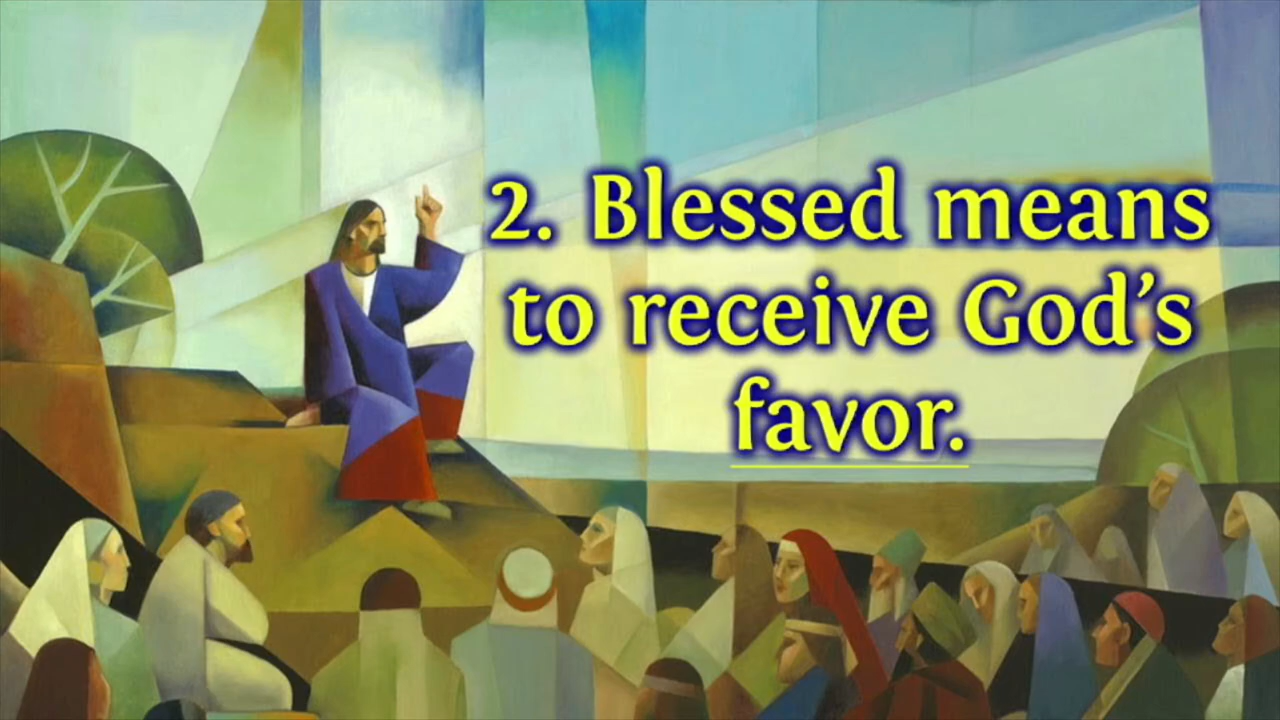 2. Blessed means
to receive God’s
favor.